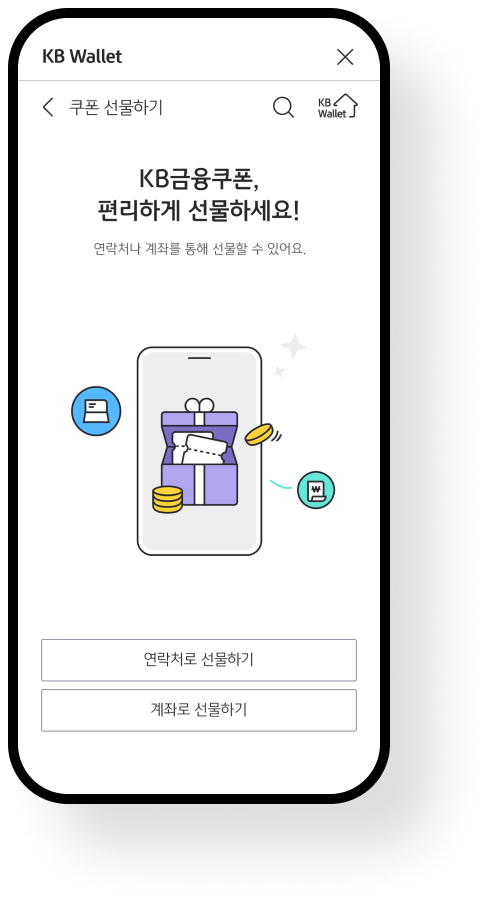 KB Wallet
쿠폰 선물하기
KB
Wallet
KB금융쿠폰,
편리하게 선물하세요!
연락처나 계좌를 통해 선물할 수 있어요.
₩
연락처로 선물하기
계좌로 선물하기